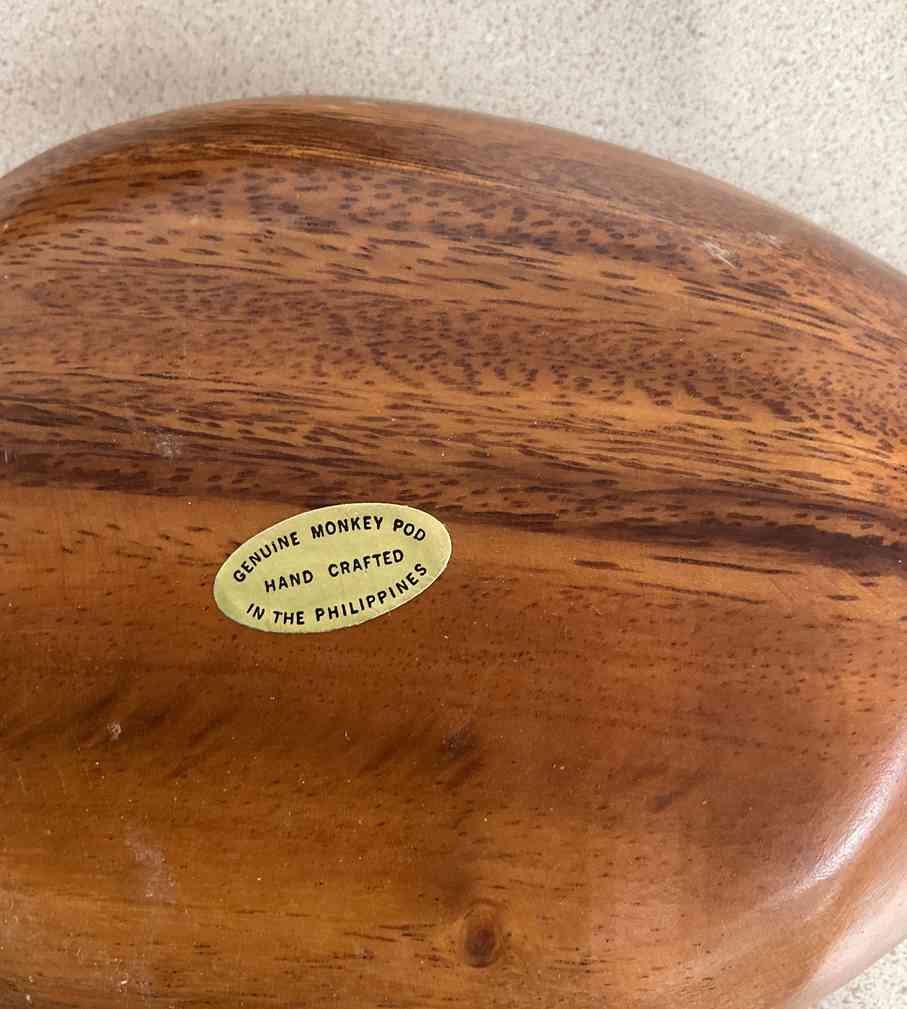 GENUINE MONKEY POD
HAND CRAFTED
IN THE PHILIPPINES